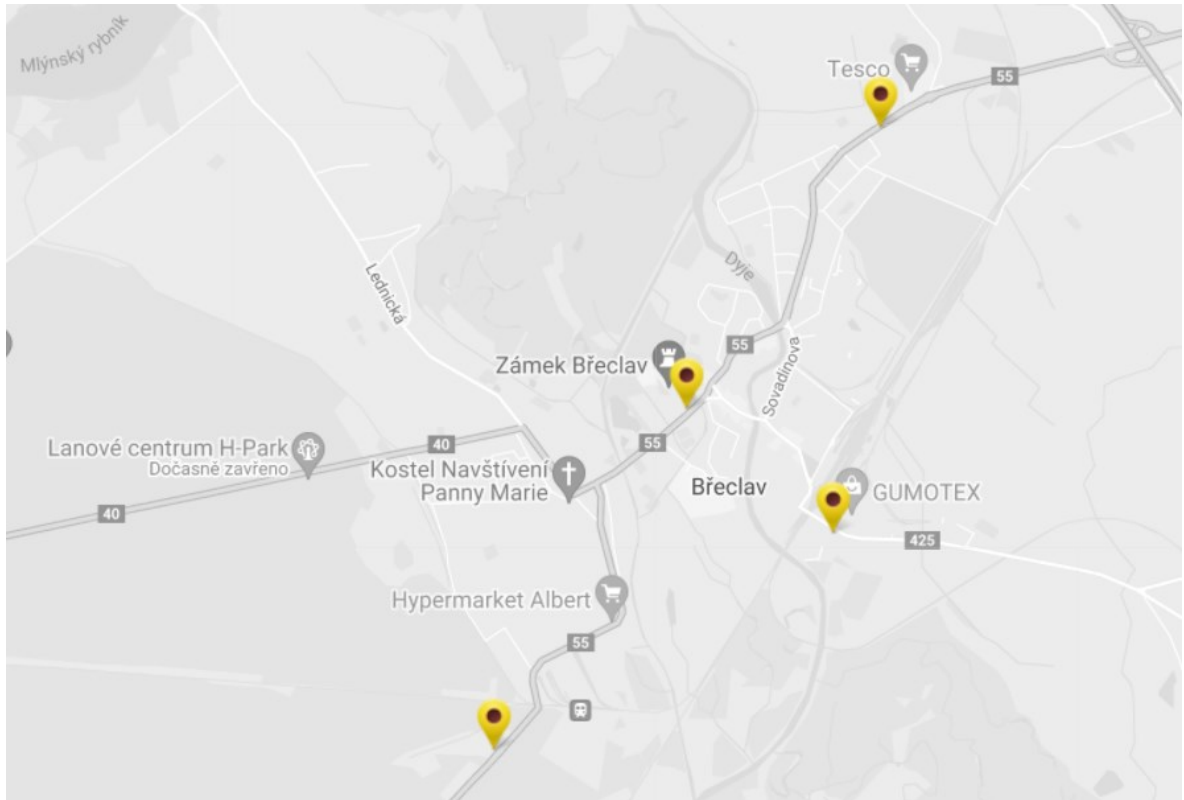 Mlýnský rybník
Tesco
55
Dyje
Lednická
Zámek Břeclav
55
Sovadinova
40
55
Lanové centrum H-Park
Dočasně zavřeno
Kostel Navštívení
Panny Marie
Břeclav
GUMOTEX
40
425
Hypermarket Albert
55